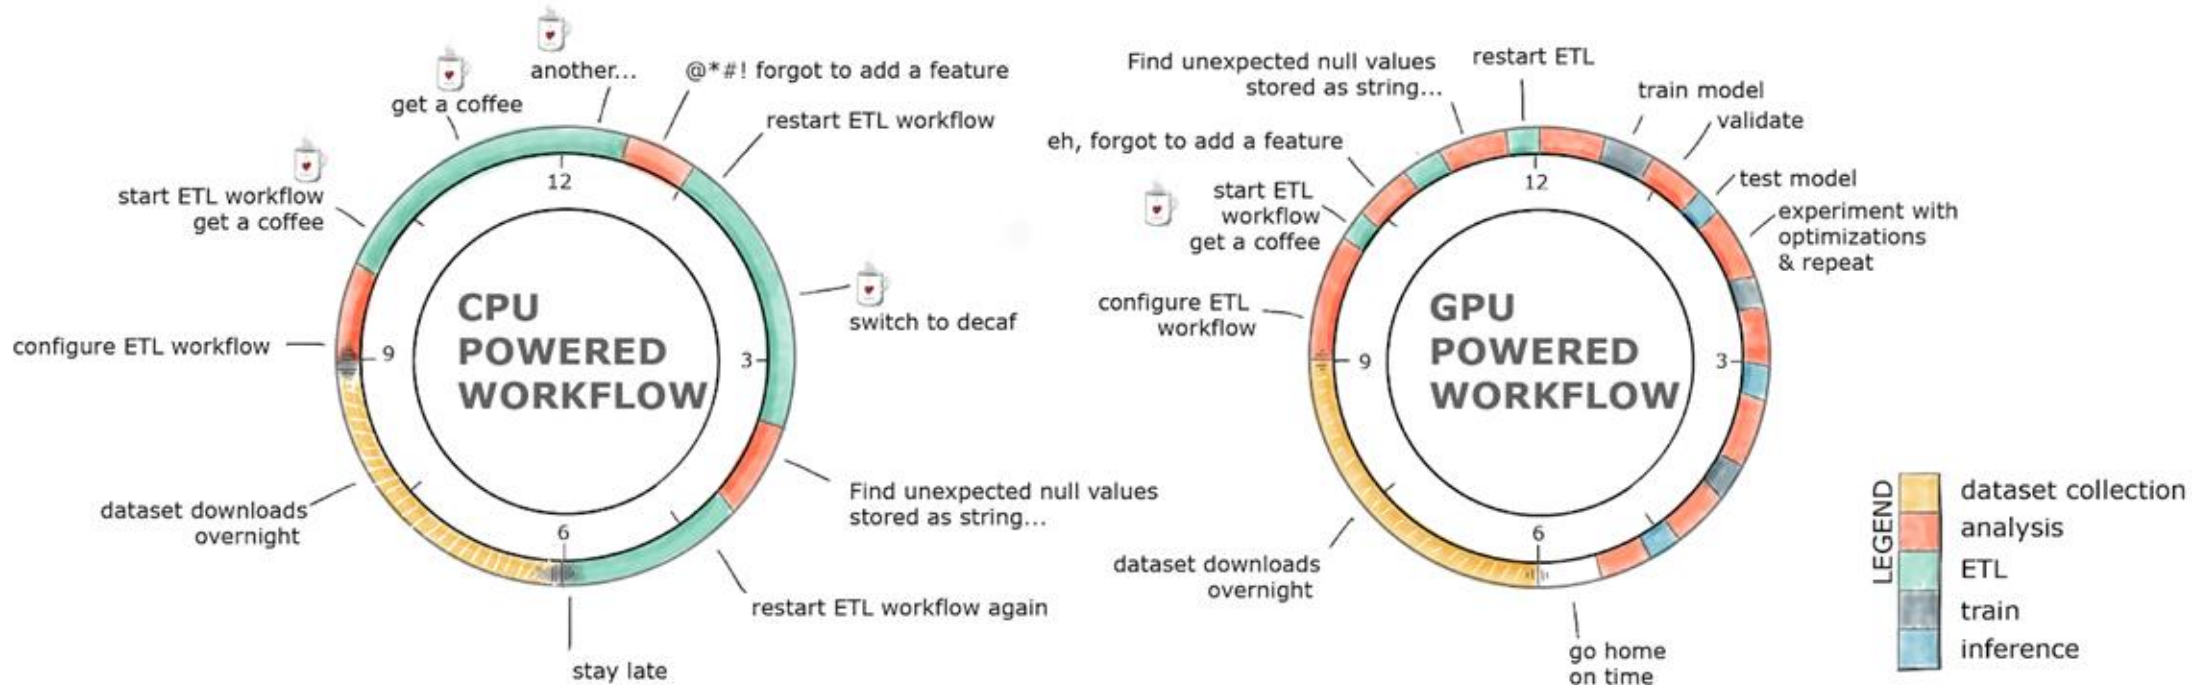 another...
@*#! forgot to add a feature
get a coffee
restart ETL workflow
start ETL workflow
get a coffee
12
configure ETL workflow
9
CPU
POWERED
WORKFLOW
3
switch to decaf
dataset downloads
overnight
6
Find unexpected null values
stored as string...
restart ETL workflow again
stay late
Find unexpected null values
stored as string...
restart ETL
train model
validate
eh, forgot to add a feature
test model
start ETL
workflow
get a coffee
12
experiment with
optimizations
& repeat
configure ETL
workflow
9
GPU
POWERED
WORKFLOW
3
dataset downloads
overnight
6
go home
on time
LEGEND
dataset collection
analysis
ETL
train
inference